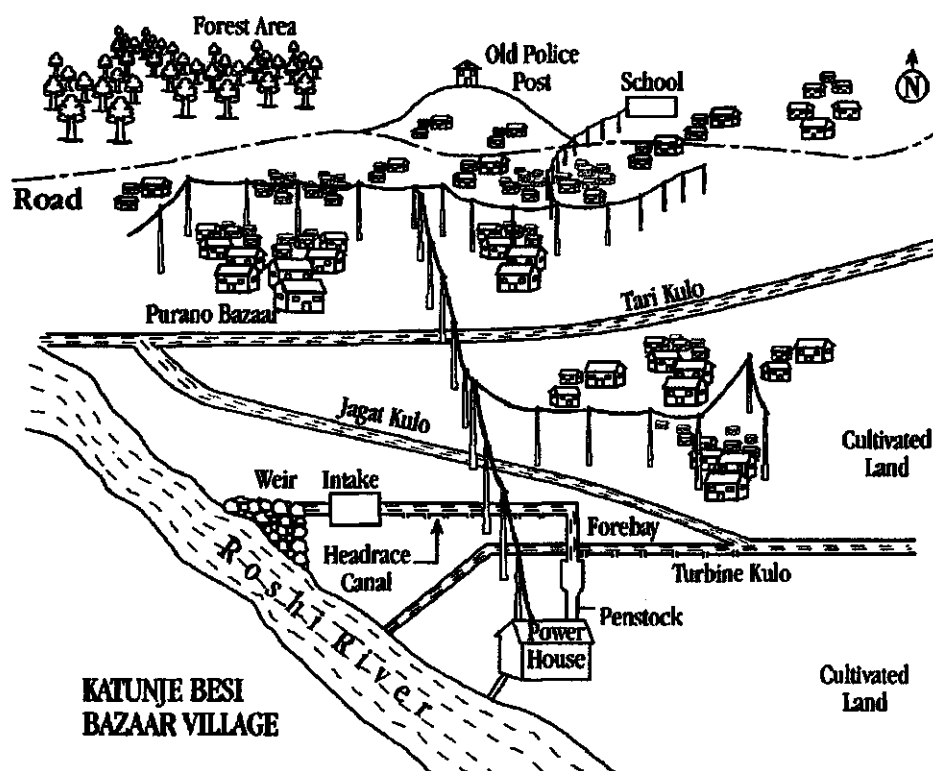 Forest Area
Old Police
Post
School
N
Road
Purano Bazaar
Tari Kulo
Jagat Kulo
Cultivated
Land
Weir
Intake
Forebay
Headrace
Canal
Turbine Kulo
Penstock
Roshi River
Power
House
KATUNJE BESI
BAZAAR VILLAGE
Cultivated
Land